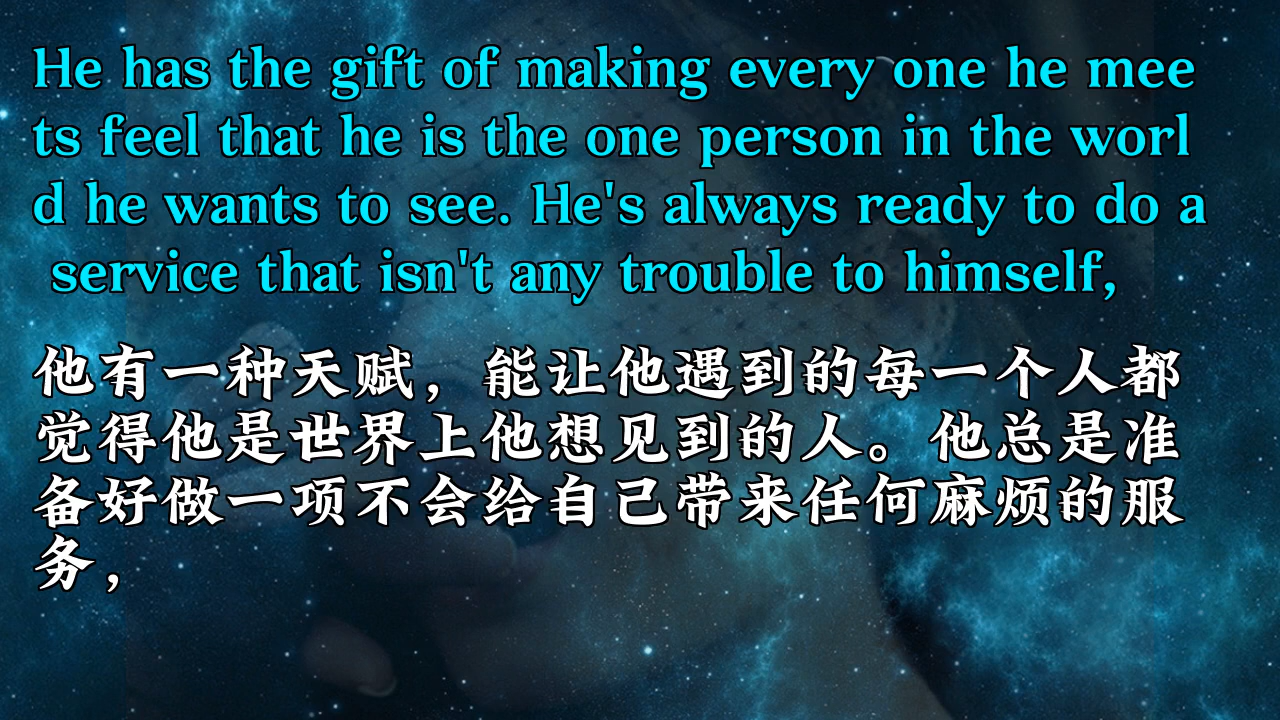 He has the gift of making every one he mee
ts feel that he is the one person in the worl
d he wants to see. He's always ready to do a
service that isn't any trouble to himself,
他有一种天赋，能让他遇到的每一个人都
觉得他是世界上他想见到的人。他总是准
备好做一项不会给自己带来任何麻烦的服
务，